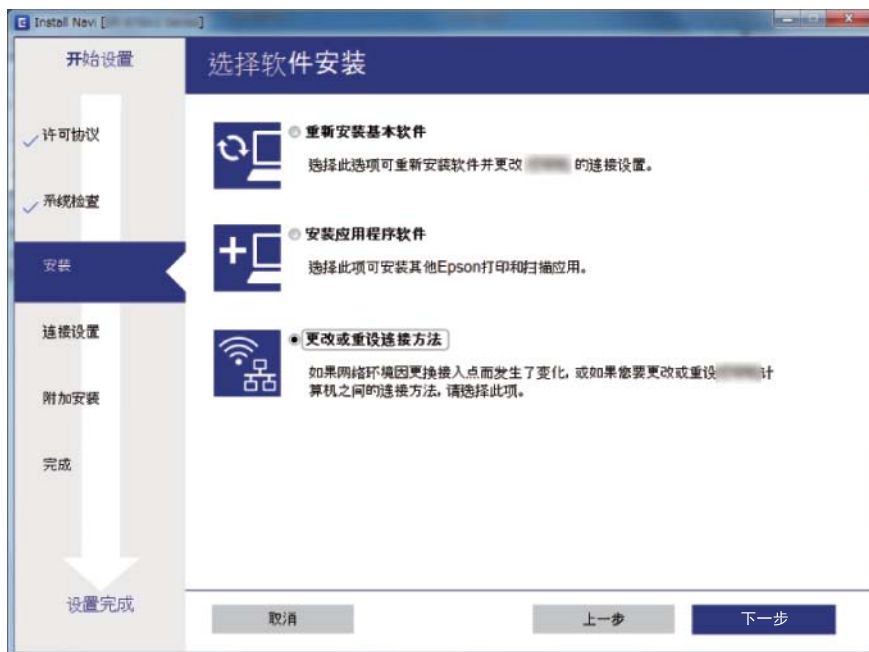 Install Navi [
]
开始设置
许可协议
系统检查
安装
连接设置
附加安装
完成
设置完成
选择软件安装
重新安装基本软件
选择此选项可重新安装软件并更改 的连接设置。
安装应用程序软件
选择此项可安装其他Epson打印和扫描应用。
更改或重设连接方法
如果网络环境因更换接入点而发生了变化, 或如果您要更改或重设 计
算机之间的连接方法, 请选择此项。
取消
上一步
下一步